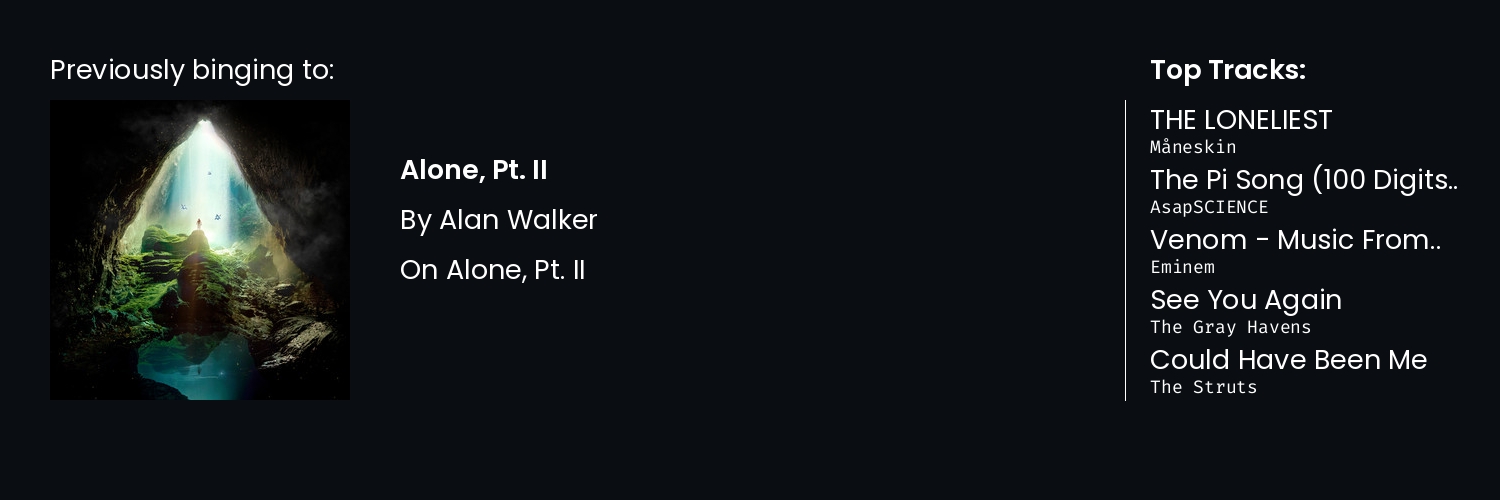 Previously binging to:
Alone, Pt. II
By Alan Walker
On Alone, Pt. II
Top Tracks:
THE LONELIEST
Måneskin
The Pi Song (100 Digits..
AsapSCIENCE
Venom - Music From..
Eminem
See You Again
The Gray Havens
Could Have Been Me
The Struts